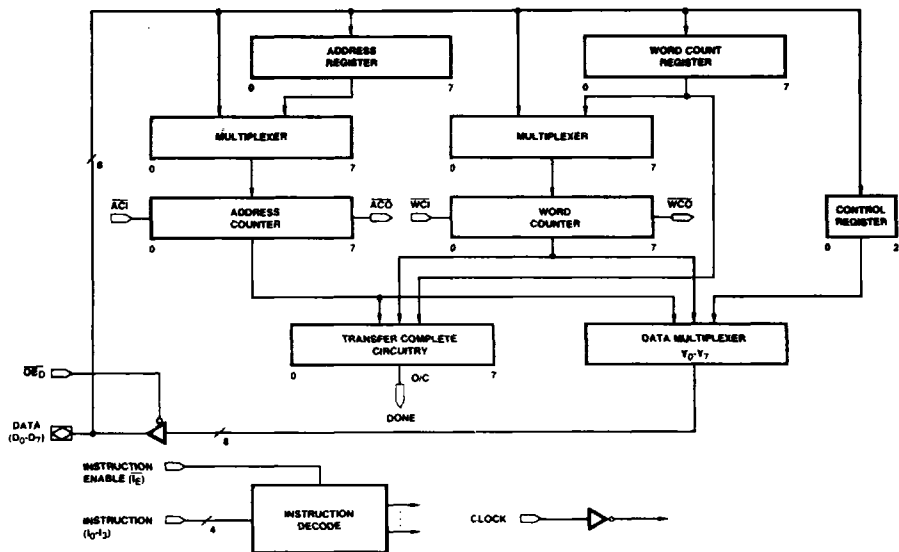 ADDRESS
REGISTER
0 7
WORD COUNT
REGISTER
0 7
MULTIPLEXER
0 7
MULTIPLEXER
0 7
8
ACI
ADDRESS
COUNTER
0 7
ACO
WCI
WORD
COUNTER
0 7
WCO
CONTROL
REGISTER
0 2
TRANSFER COMPLETE
CIRCUITRY
0 7
DATA MULTIPLEXER
Y0-Y7
O/C
DONE
OED
DATA
(D0-D7)
8
INSTRUCTION
ENABLE (IE)
INSTRUCTION
(I0-I3)
4
INSTRUCTION
DECODE
CLOCK